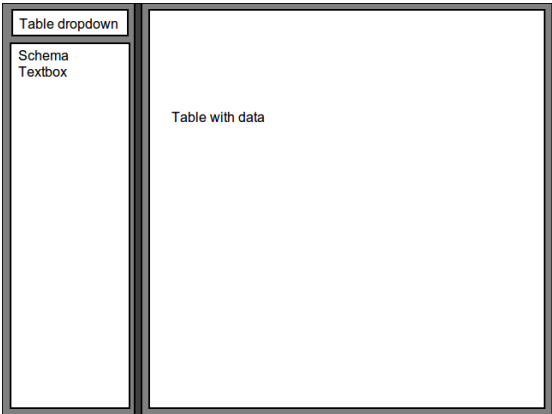 Table dropdown
Schema
Textbox
Table with data